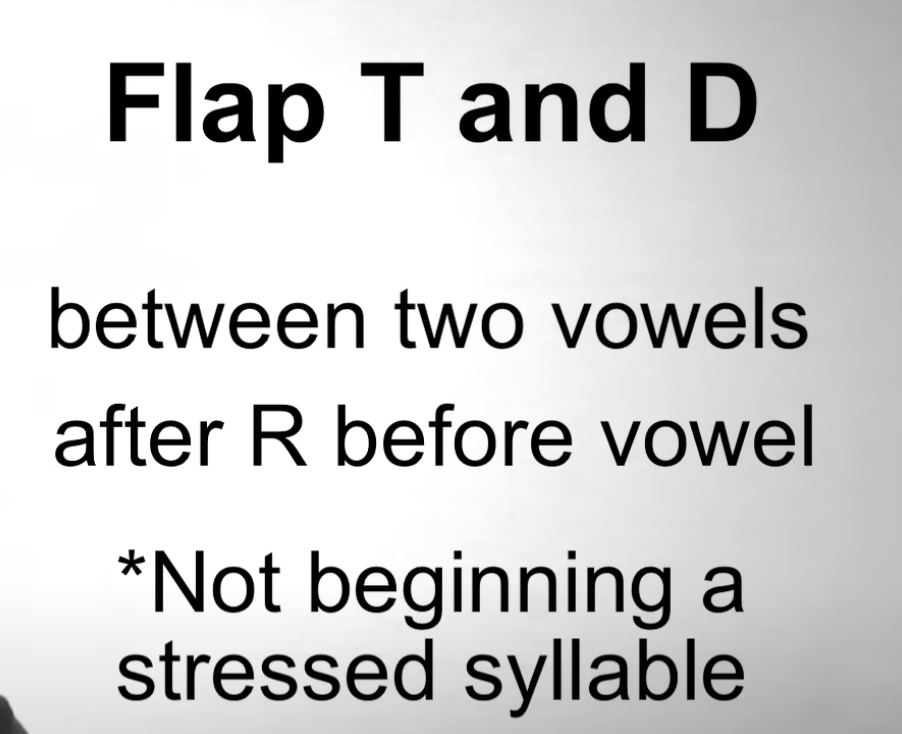 Flap T and D
between two vowels
after R before vowel
*Not beginning a
stressed syllable